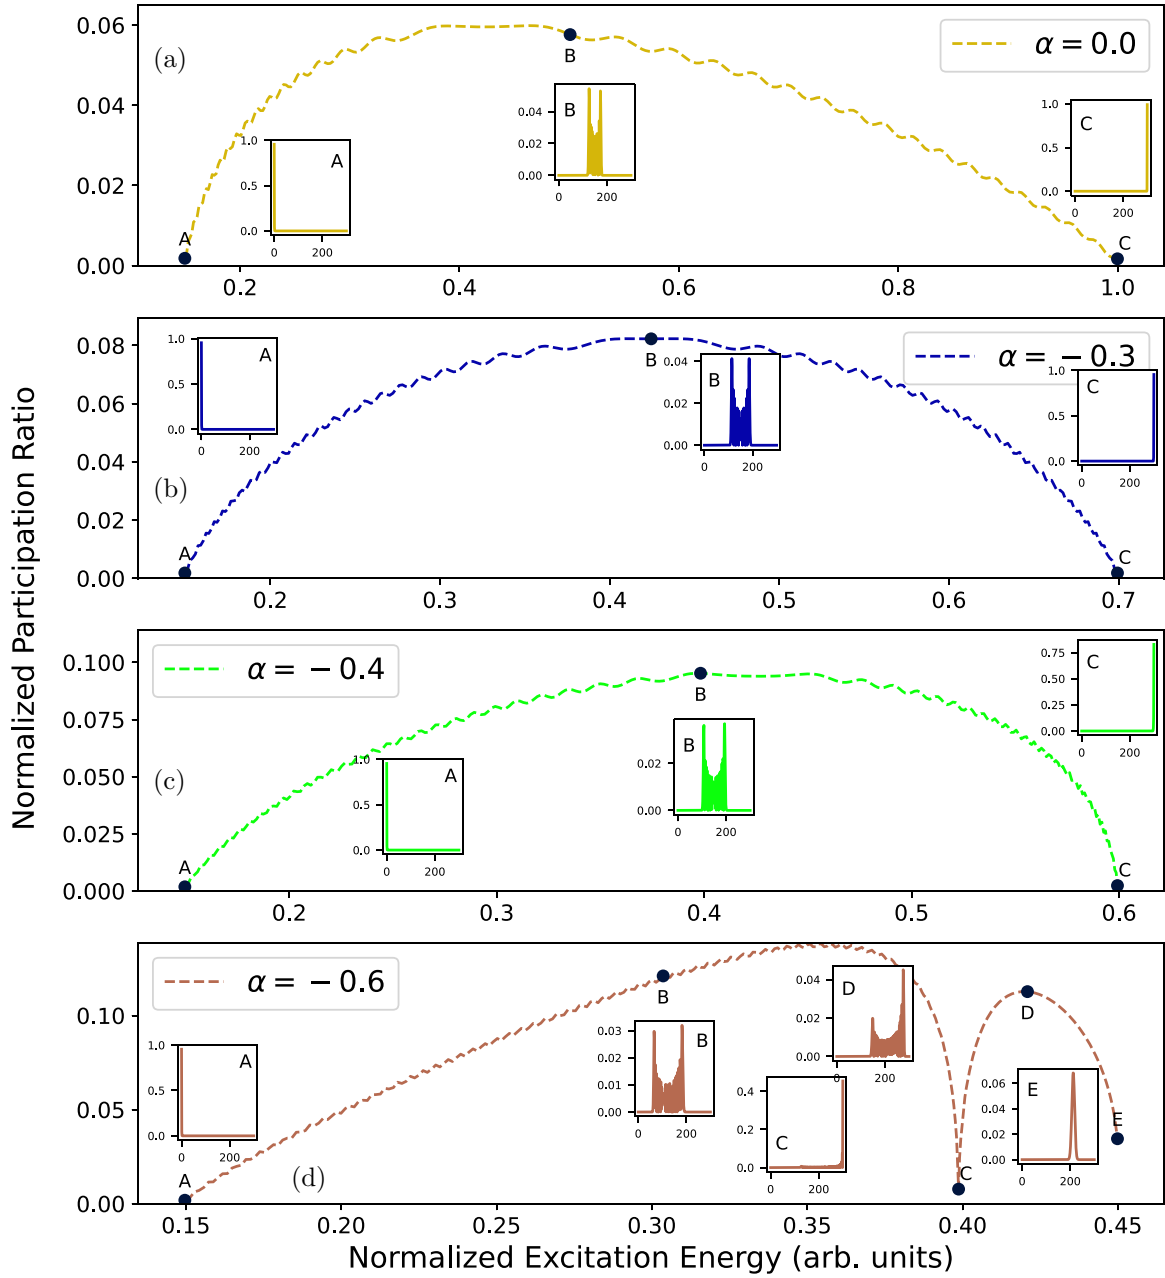 Normalized Participation Ratio
0.06
0.04
0.02
0.00
(a)
α = 0.0
A
B
C
A
1.0
0.5
0.0
0
200
B
0.04
0.02
0.00
0
200
C
1.0
0.5
0.0
0
200
0.2
0.4
0.6
0.8
1.0
0.08
0.06
0.04
0.02
0.00
(b)
α = −0.3
A
B
C
A
1.0
0.5
0.0
0
200
B
0.04
0.02
0.00
0
200
C
1.0
0.5
0.0
0
200
0.2
0.3
0.4
0.5
0.6
0.7
0.100
0.075
0.050
0.025
0.000
(c)
α = −0.4
A
B
C
A
1.0
0.5
0.0
0
200
B
0.02
0.00
0
200
C
0.75
0.50
0.25
0.00
0
200
0.2
0.3
0.4
0.5
0.6
0.10
0.05
0.00
(d)
α = −0.6
A
B
C
D
E
A
1.0
0.5
0.0
0
200
B
0.03
0.02
0.01
0.00
0
200
D
0.04
0.02
0.00
0
200
C
0.4
0.2
0.0
0
200
E
0.06
0.04
0.02
0.00
0
200
0.15
0.20
0.25
0.30
0.35
0.40
0.45
Normalized Excitation Energy (arb. units)